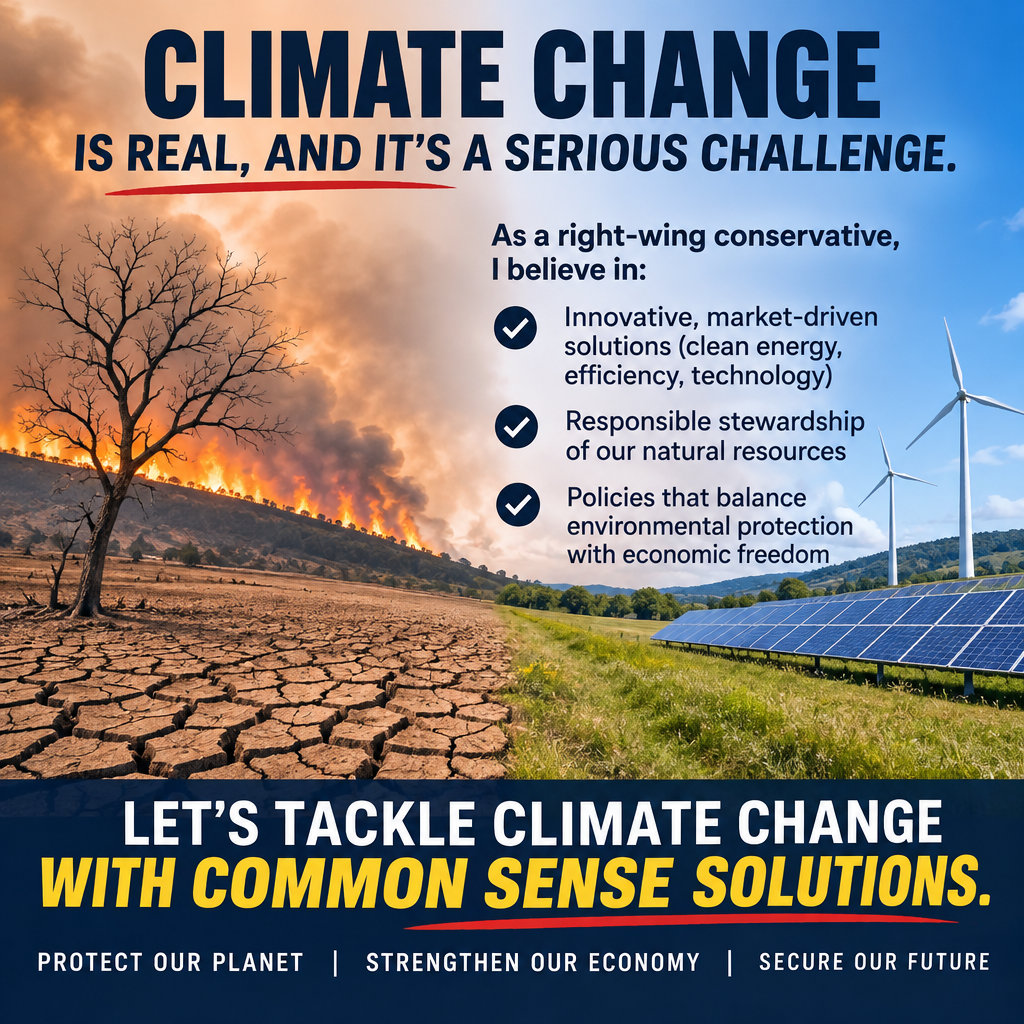 CLIMATE CHANGE
IS REAL, AND IT'S A SERIOUS CHALLENGE.
As a right-wing conservative,
I believe in:
Innovative, market-driven
solutions (clean energy,
efficiency, technology)
Responsible stewardship
of our natural resources
Policies that balance
environmental protection
with economic freedom
LET'S TACKLE CLIMATE CHANGE
WITH COMMON SENSE SOLUTIONS.
PROTECT OUR PLANET | STRENGTHEN OUR ECONOMY | SECURE OUR FUTURE